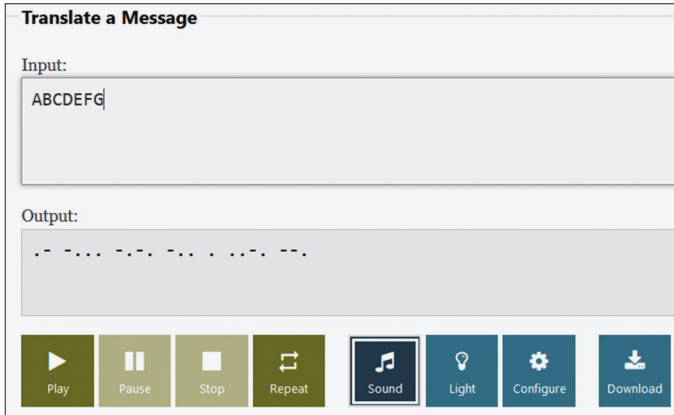 Translate a Message
Input:
ABCDEFG
Output:
.- -... -.-. -.. . ..-. --.
Play Pause Stop Repeat Sound Light Configure Download